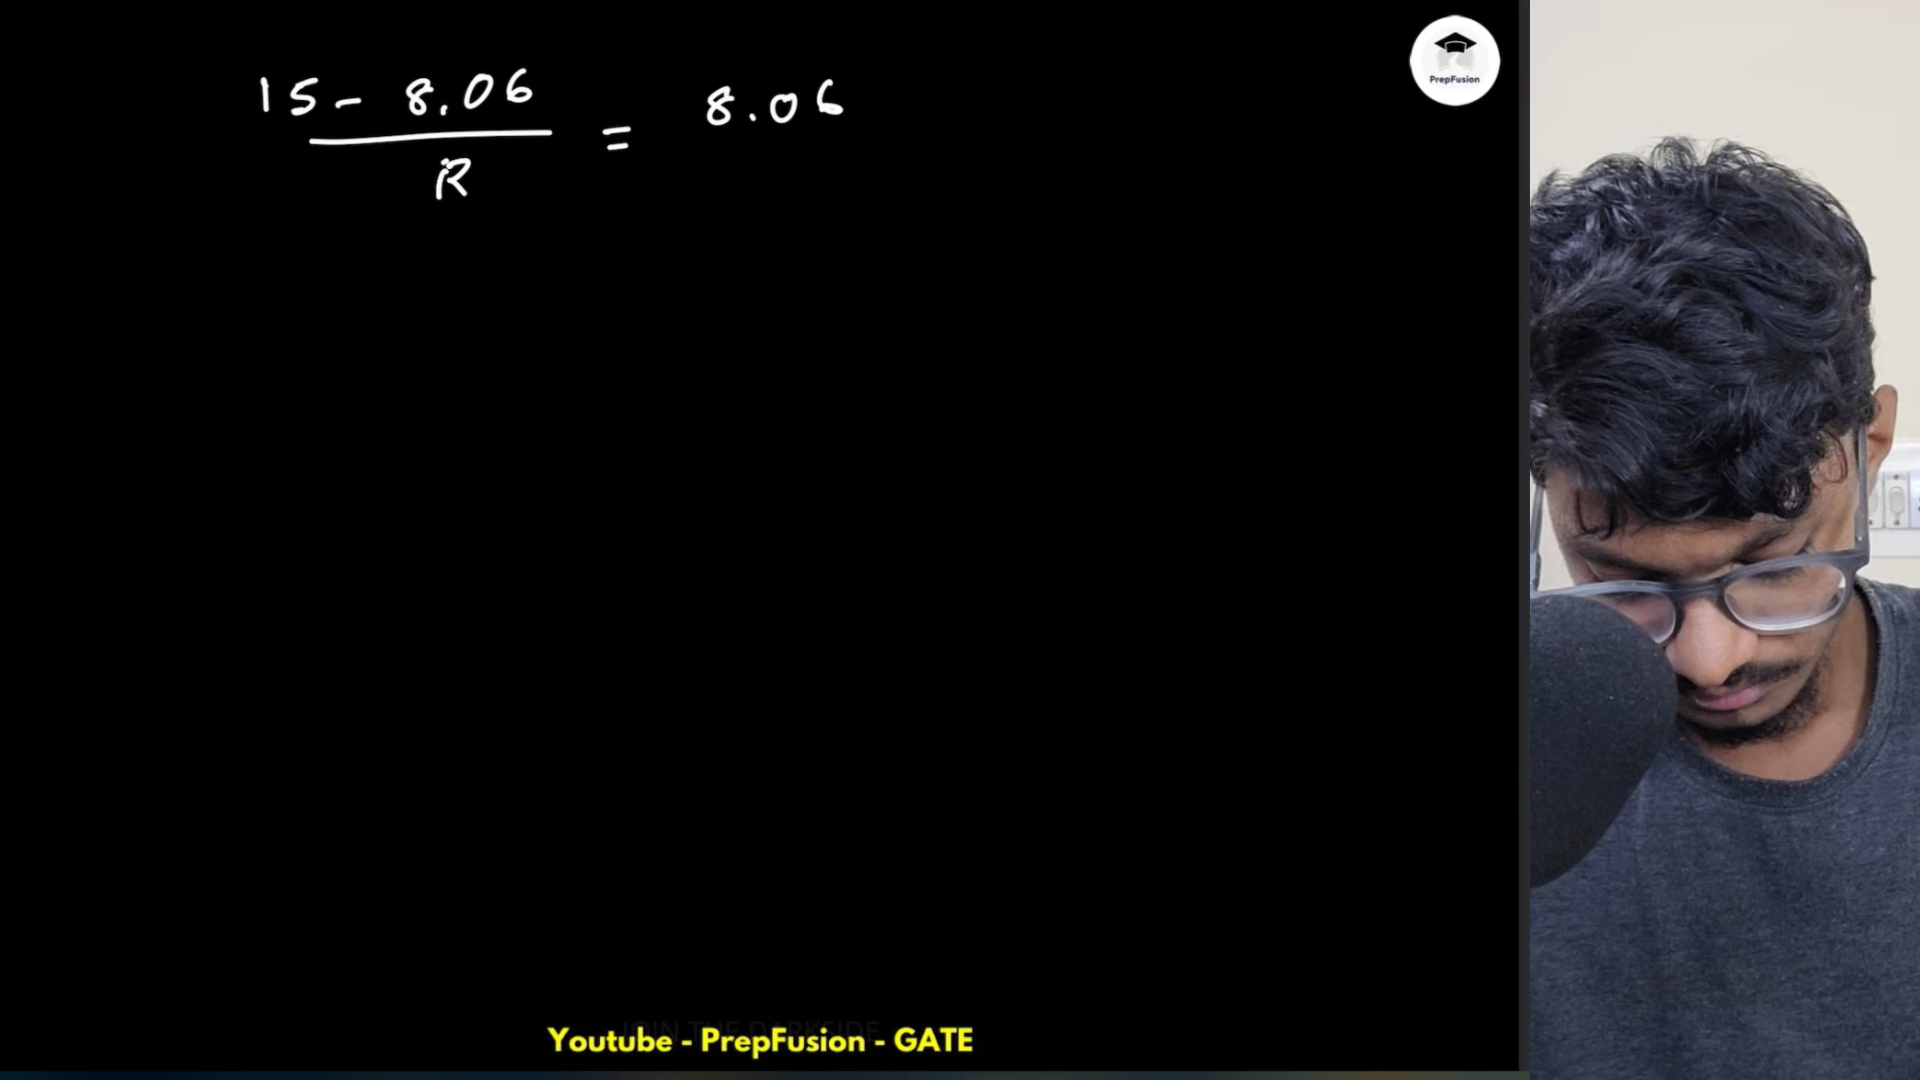 PrepFusion
15 - 8.06 = 8.06
R
Youtube - PrepFusion - GATE